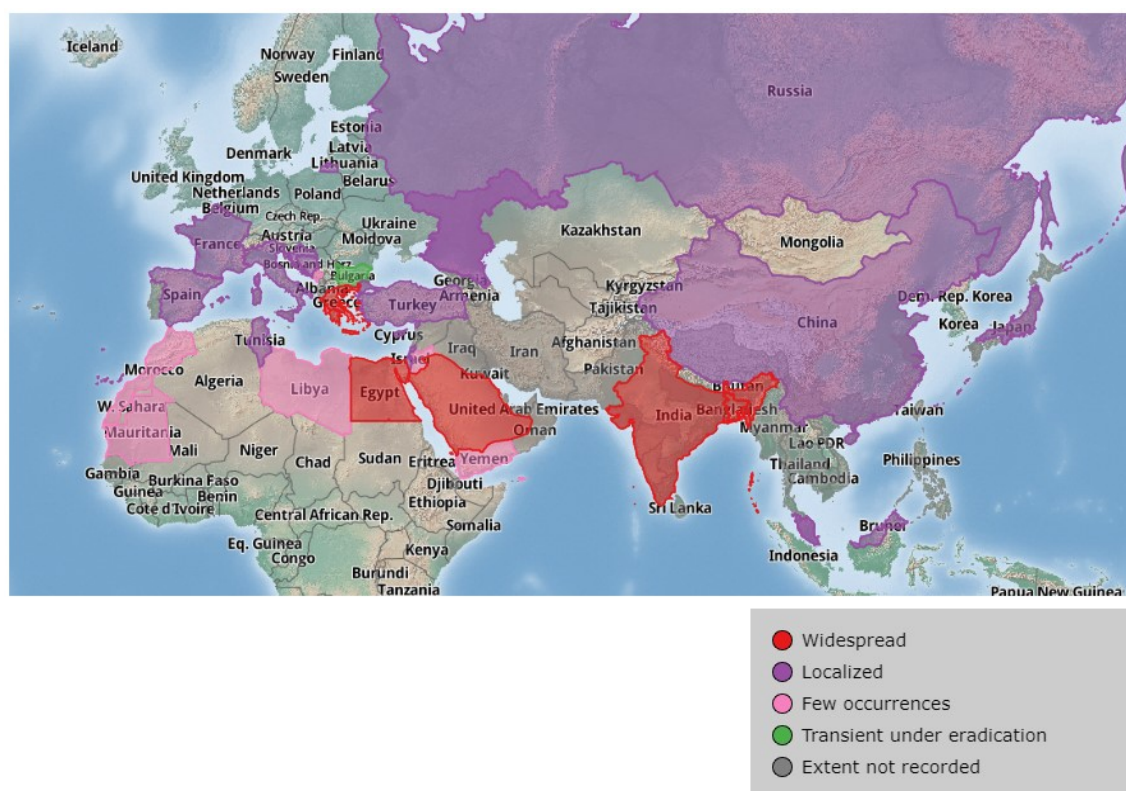 Iceland
Norway
Finland
Sweden
Russia
Estonia
Latvia
Denmark
Lithuania
United Kingdom
Belarus
Netherlands
Poland
Belgium
Czech Rep.
Ukraine
Austria
Moldova
Kazakhstan
Mongolia
France
Slovenia
Bosnia and Herz.
Bulgaria
Georgia
Albania
Kyrgyzstan
Spain
Greece
Turkey
Armenia
Dem. Rep. Korea
Tajikistan
China
Korea
Japan
Tunisia
Cyprus
Iraq
Iran
Afghanistan
Israel
Morocco
Algeria
Kuwait
Pakistan
Libya
Egypt
Bhutan
W. Sahara
United Arab Emirates
India
Bangladesh
Taiwan
Mauritania
Oman
Myanmar
Mali
Niger
Chad
Sudan
Eritrea
Yemen
Lao PDR
Philippines
Gambia
Burkina Faso
Djibouti
Thailand
Guinea
Benin
Ethiopia
Cambodia
Côte d'Ivoire
Central African Rep.
Somalia
Sri Lanka
Brunei
Eq. Guinea
Congo
Kenya
Indonesia
Burundi
Tanzania
Papua New Guinea
Widespread
Localized
Few occurrences
Transient under eradication
Extent not recorded